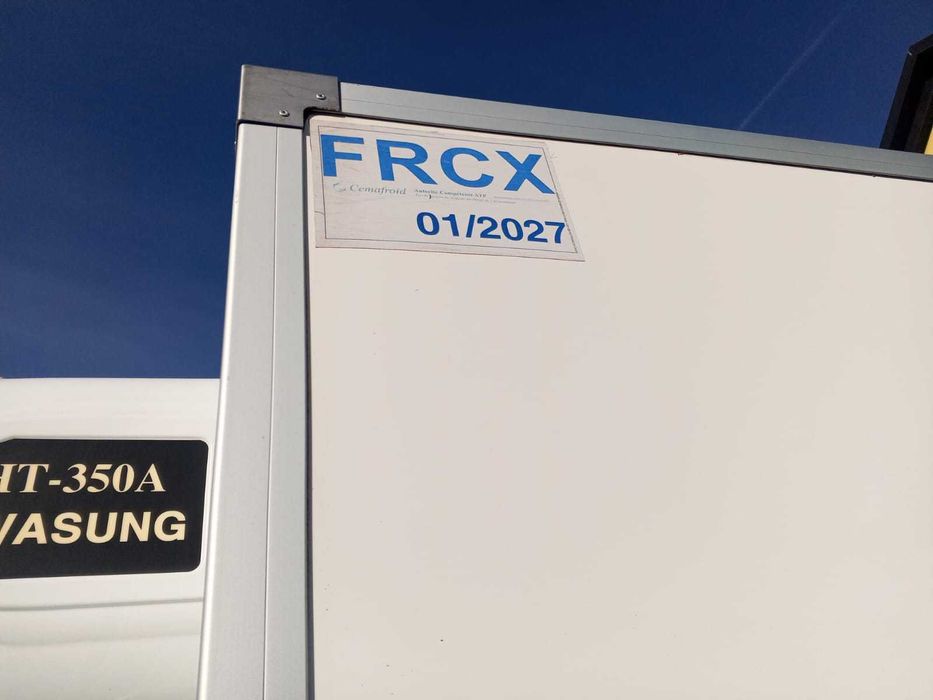 FRCX
Cemafroid Autorité Compétente ATP
01/2027
HT-350A
VASUNG